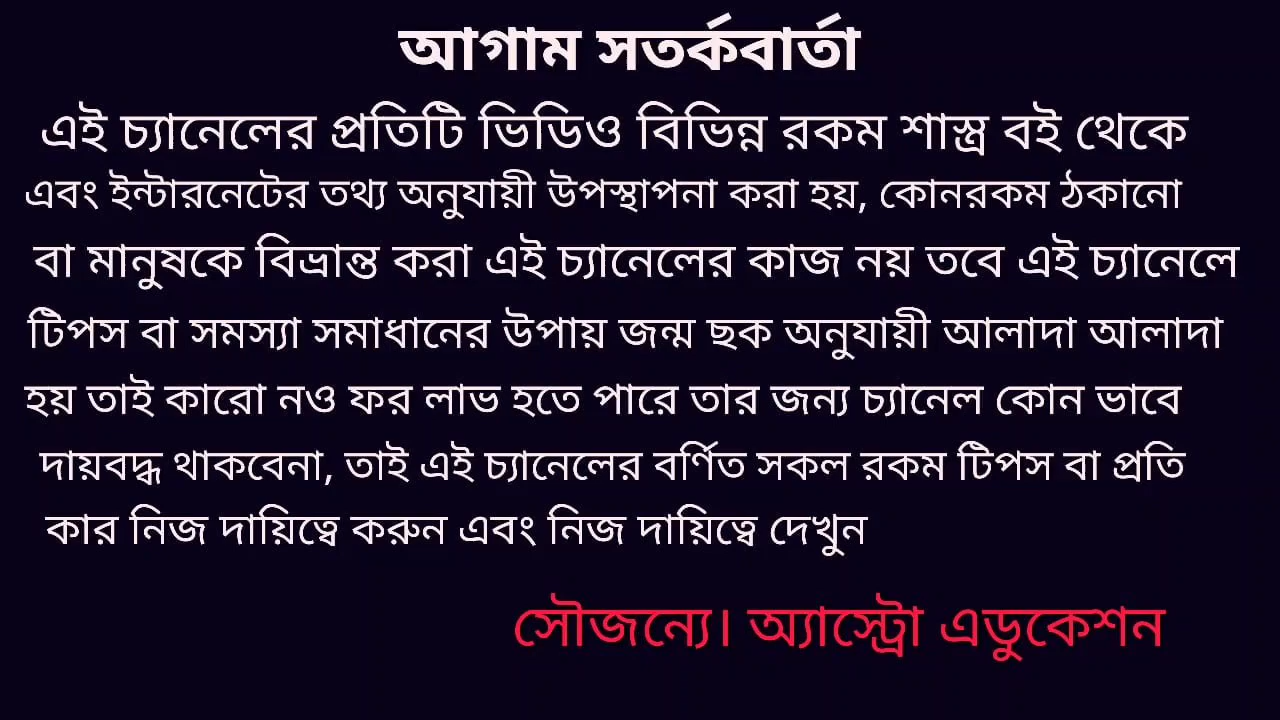 আগাম সতর্কবার্তা
এই চ্যানেলের প্রতিটি ভিডিও বিভিন্ন রকম শাস্ত্র বই থেকে
এবং ইন্টারনেটের তথ্য অনুযায়ী উপস্থাপনা করা হয়, কোনরকম ঠকানো
বা মানুষকে বিভ্রান্ত করা এই চ্যানেলের কাজ নয় তবে এই চ্যানেলে
টিপস বা সমস্যা সমাধানের উপায় জন্ম ছক অনুযায়ী আলাদা আলাদা
হয় তাই কারো নও ফর লাভ হতে পারে তার জন্য চ্যানেল কোন ভাবে
দায়বদ্ধ থাকবেনা, তাই এই চ্যানেলের বর্ণিত সকল রকম টিপস বা প্রতি
কার নিজ দায়িত্বে করুন এবং নিজ দায়িত্বে দেখুন
সৌজন্যে। অ্যাস্ট্রো এডুকেশন